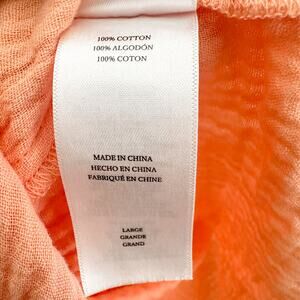 100% COTTON
100% ALGODÓN
100% COTON
MADE IN CHINA
HECHO EN CHINA
FABRIQUÉ EN CHINE
LARGE
GRANDE
GRAND